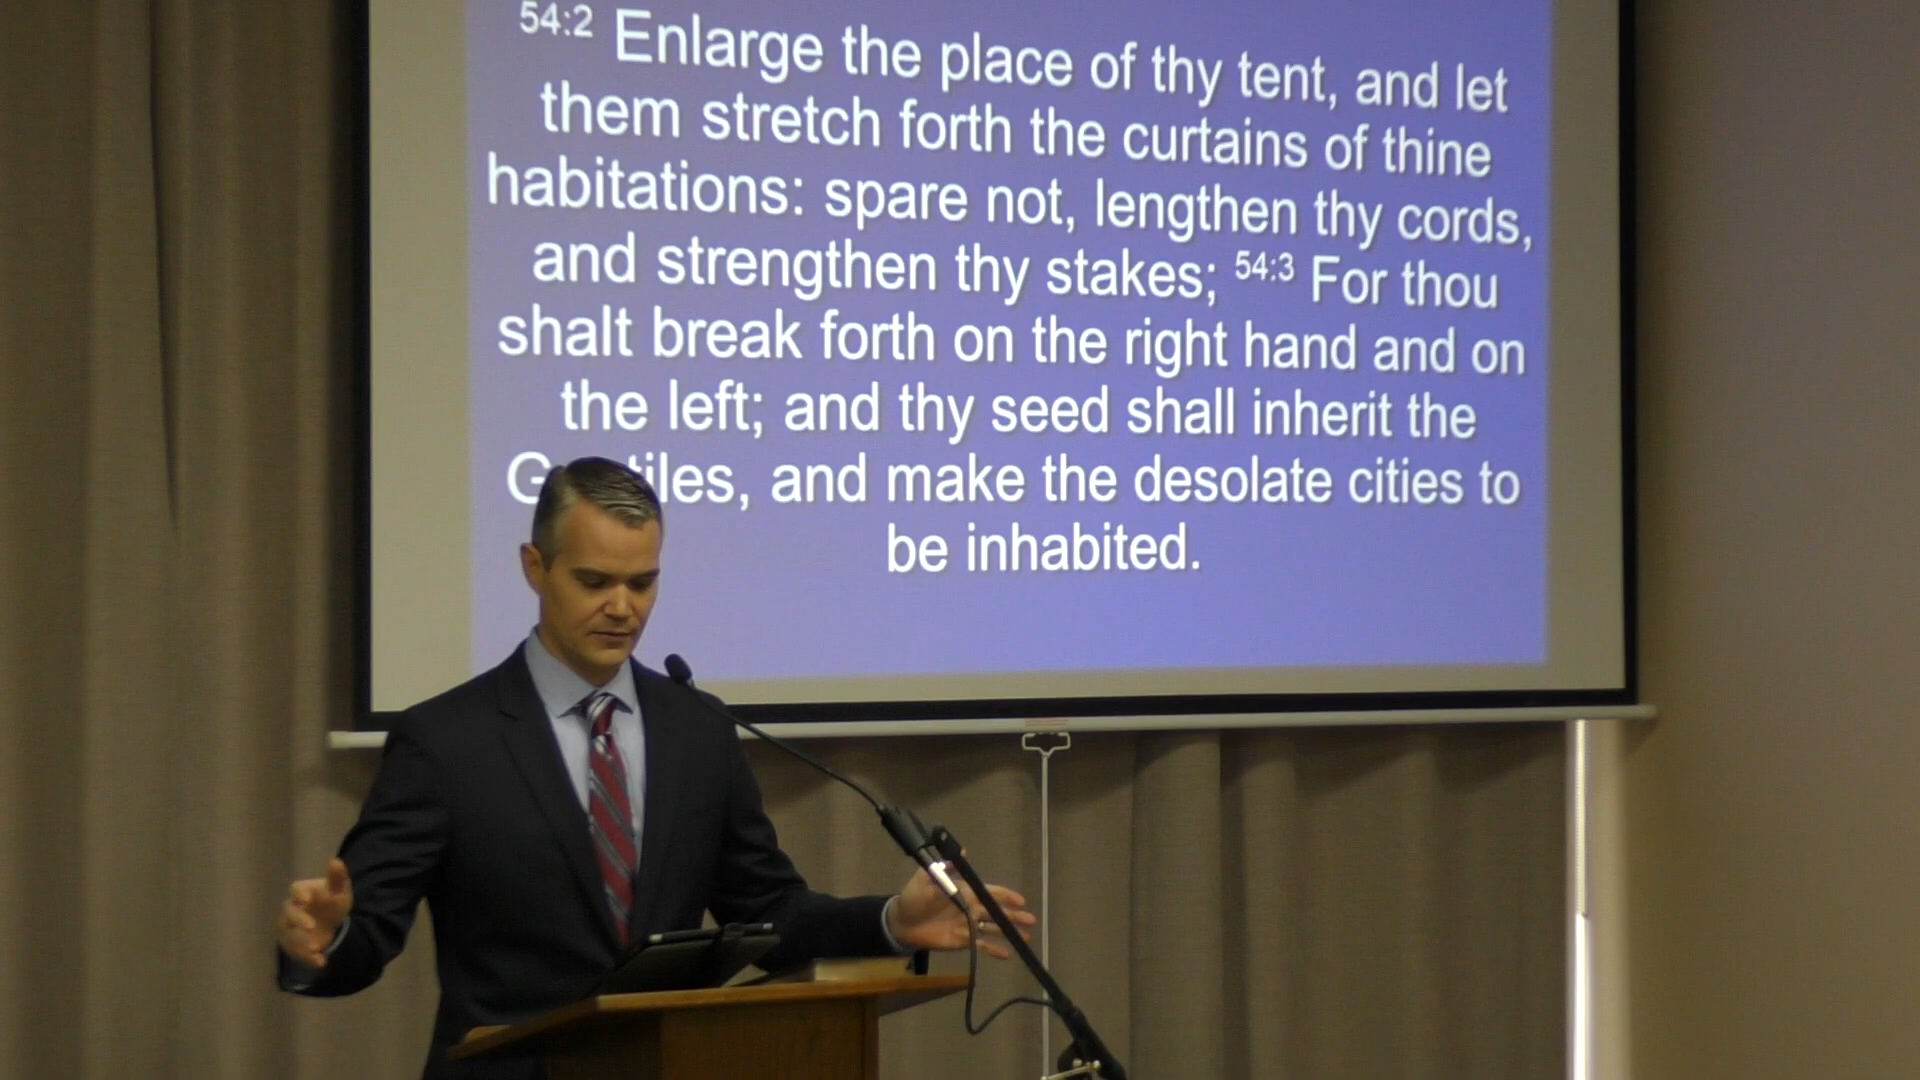 54:2 Enlarge the place of thy tent, and let
them stretch forth the curtains of thine
habitations: spare not, lengthen thy cords,
and strengthen thy stakes; 54:3 For thou
shalt break forth on the right hand and on
the left; and thy seed shall inherit the
and make the desolate cities to
be inhabited.